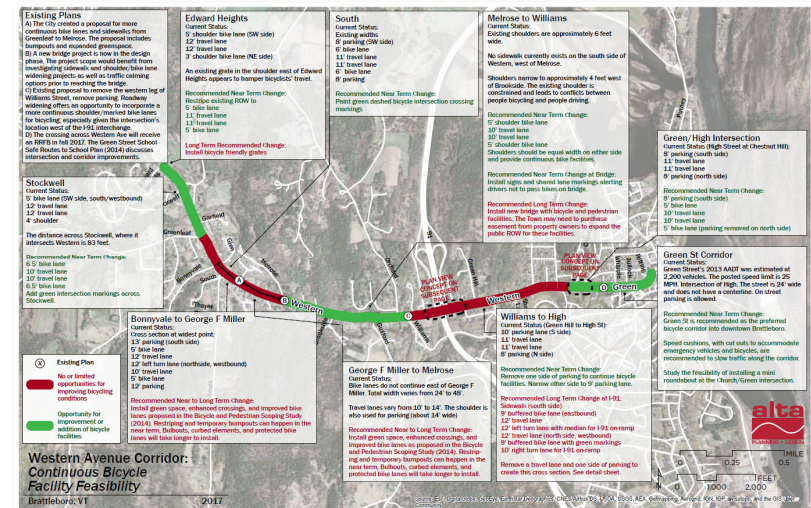 Existing Plans
A) The City created a proposal for more
continuous bike lanes and sidewalks from
Greenleaf to Melrose. The proposal includes
bumpouts and expanded greenspace.
B) A new bridge project is now in the design
phase. The project scope would benefit from
investigating sidewalk and shoulder/bike lane
widening projects as well as traffic calming
options prior to reaching the bridge.
C) Existing proposal to remove the western leg of
Williams Street, remove parking. Roadway
widening offers an opportunity to incorporate a
more continuous shoulder/marked bike lanes
for bicycling, especially given the intersection's
location west of the I-91 interchange.
D) The crossing across Western Ave will receive
an RRFB in fall 2017. The Green Street School
Safe Routes to School Plan (2014) discusses
intersection and corridor improvements.
Edward Heights
Current Status:
5' shoulder bike lane (SW side)
12' travel lane
12' travel lane
3' shoulder bike lane (NE side)
An existing grate in the shoulder east of Edward
Heights appears to hamper bicyclists' travel.
Recommended Near Term Change:
Restripe existing ROW to
5' bike lane
11' travel lane
11' travel lane
5' bike lane
Long Term Recommended Change:
Install bicycle friendly grates
South
Current Status:
Existing widths
8' parking (SW side)
6' bike lane
11' travel lane
11' travel lane
6' bike lane
8' parking
Recommended Near Term Change:
Paint green dashed bicycle intersection crossing
markings
Melrose to Williams
Current Status:
Existing shoulders are approximately 6 feet
wide.
No sidewalk currently exists on the south side of
Western, west of Melrose.
Shoulders narrow to approximately 4 feet west
of Brookside. The existing shoulder is
constrained and leads to conflicts between
people bicycling and people driving.
Recommended Near Term Change:
5' shoulder bike lane
10' travel lane
10' travel lane
5' shoulder bike lane
Shoulders should be equal width on either side
and provide continuous bike facilities
Recommended Near Term Change at Bridge:
Install signs and shared lane markings alerting
drivers not to pass bikes on bridge.
Recommended Long Term Change:
Install new bridge with bicycle and pedestrian
facilities. The Town may need to purchase
easement from property owners to expand the
public ROW for these facilities.
Green/High Intersection
Current Status (High Street at Chestnut Hill):
8' parking (south side)
11' travel lane
11' travel lane
8' parking (north side)
Recommended Near Term Change:
8' parking (south side)
5' bike lane
10' travel lane
10' travel lane
5' bike lane (parking removed on north side)
Stockwell
Current Status:
5' bike lane (SW side, south/westbound)
12' travel lane
12' travel lane
4' shoulder
The distance across Stockwell, where it
intersects Western is 83 feet.
Recommended Near Term Change:
6.5' bike lane
10' travel lane
10' travel lane
6.5' bike lane
Add green intersection markings across
Stockwell.
Green St Corridor
Current Status:
Green Street's 2013 AADT was estimated at
2,200 vehicles. The posted speed limit is 25
MPH. Intersection of High. The street is 24' wide
and does not have a centerline. On street
parking is allowed.
Recommended Near Term Change:
Green St is recommended as the preferred
bicycle corridor into downtown Brattleboro.
Speed cushions, with cut outs to accommodate
emergency vehicles and bicycles, are
recommended to slow traffic along the corridor.
Study the feasibility of installing a mini
roundabout at the Church/Green intersection.
Garfield
Greenleaf
Glen
Bonnyvale
South
Melrose
Thayer
A
B
Western
Orchard
91
C
Western
D
Green
PLAN VIEW
CONCEPT ON
SUBSEQUENT
PAGE
PLAN VIEW
CONCEPT ON
SUBSEQUENT
PAGE
Bonnyvale to George F Miller
Current Status:
Cross section at widest point:
13' parking (south side)
5' bike lane
12' travel lane
12' left turn lane (northside, westbound)
10' travel lane
5' bike lane
12' parking
Recommended Near to Long Term Change:
Install green space, enhanced crossings, and improved bike
lanes proposed in the Bicycle and Pedestrian Scoping Study
(2014). Restriping and temporary bumpouts can happen in the
near term, Bulbouts, curbed elements, and protected bike
lanes will take longer to install.
George F Miller to Melrose
Current Status:
Bike lanes do not continue east of George F
Miller. Total width varies from 24' to 48'.
Travel lanes vary from 10' to 14'. The shoulder is
also used for parking (about 14' wide)
Recommended Near to Long Term Change:
Install green space, enhanced crossings, and
improved bike lanes as proposed in the Bicycle
and Pedestrian Scoping Study (2014). Restrip-
ing and temporary bumpouts can happen in the
near term, Bulbouts, curbed elements, and
protected bike lanes will take longer to install.
Williams to High
Current Status (Green Hill to High St):
10' parking lane (S side)
11' travel lane
11' travel lane
8' parking (N side)
Recommended Near Term Change:
Remove one side of parking to continue bicycle
facilities. Narrow other side to 9' parking lane.
Recommended Long Term Change at I-91:
Sidewalk (south side)
9' buffered bike lane (eastbound)
12' travel lane
12' left turn lane with median for I-91 on-ramp
12' travel lane (north side, westbound)
9' buffered bike lane with green markings
10' right turn lane for I-91 on-ramp
Remove a travel lane and one side of parking to
create this cross section. See detail sheet.
X Existing Plan
No or limited
opportunities for
improving bicycling
conditions
Opportunity for
improvement or
addition of bicycle
facilities
Western Avenue Corridor:
Continuous Bicycle
Facility Feasibility
Brattleboro, VT 2017
alta
PLANNING + DESIGN
0 0.25 0.5 MILE
0 1,000 2,000 FEET